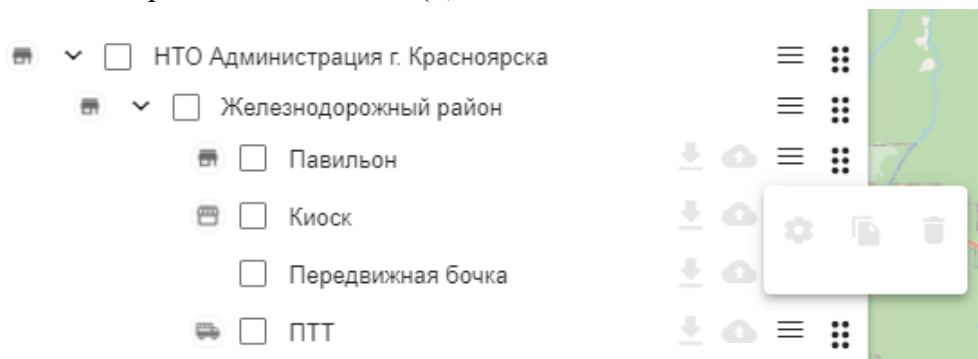 НТО Администрация г. Красноярска
Железнодорожный район
Павильон
Киоск
Передвижная бочка
ПТТ